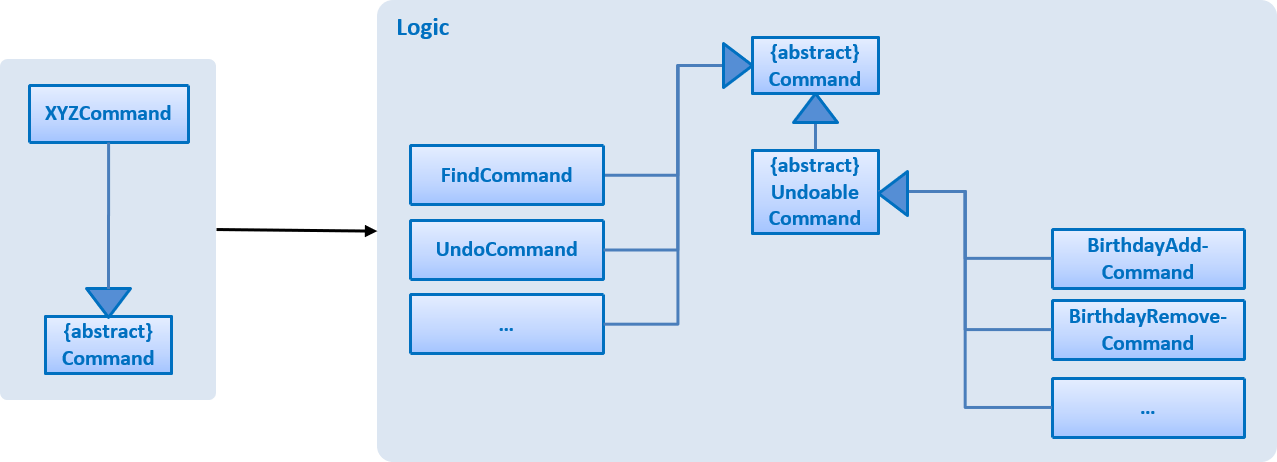 XYZCommand
{abstract}
Command
Logic
{abstract}
Command
FindCommand
UndoCommand
...
{abstract}
Undoable
Command
BirthdayAdd-
Command
BirthdayRemove-
Command
...